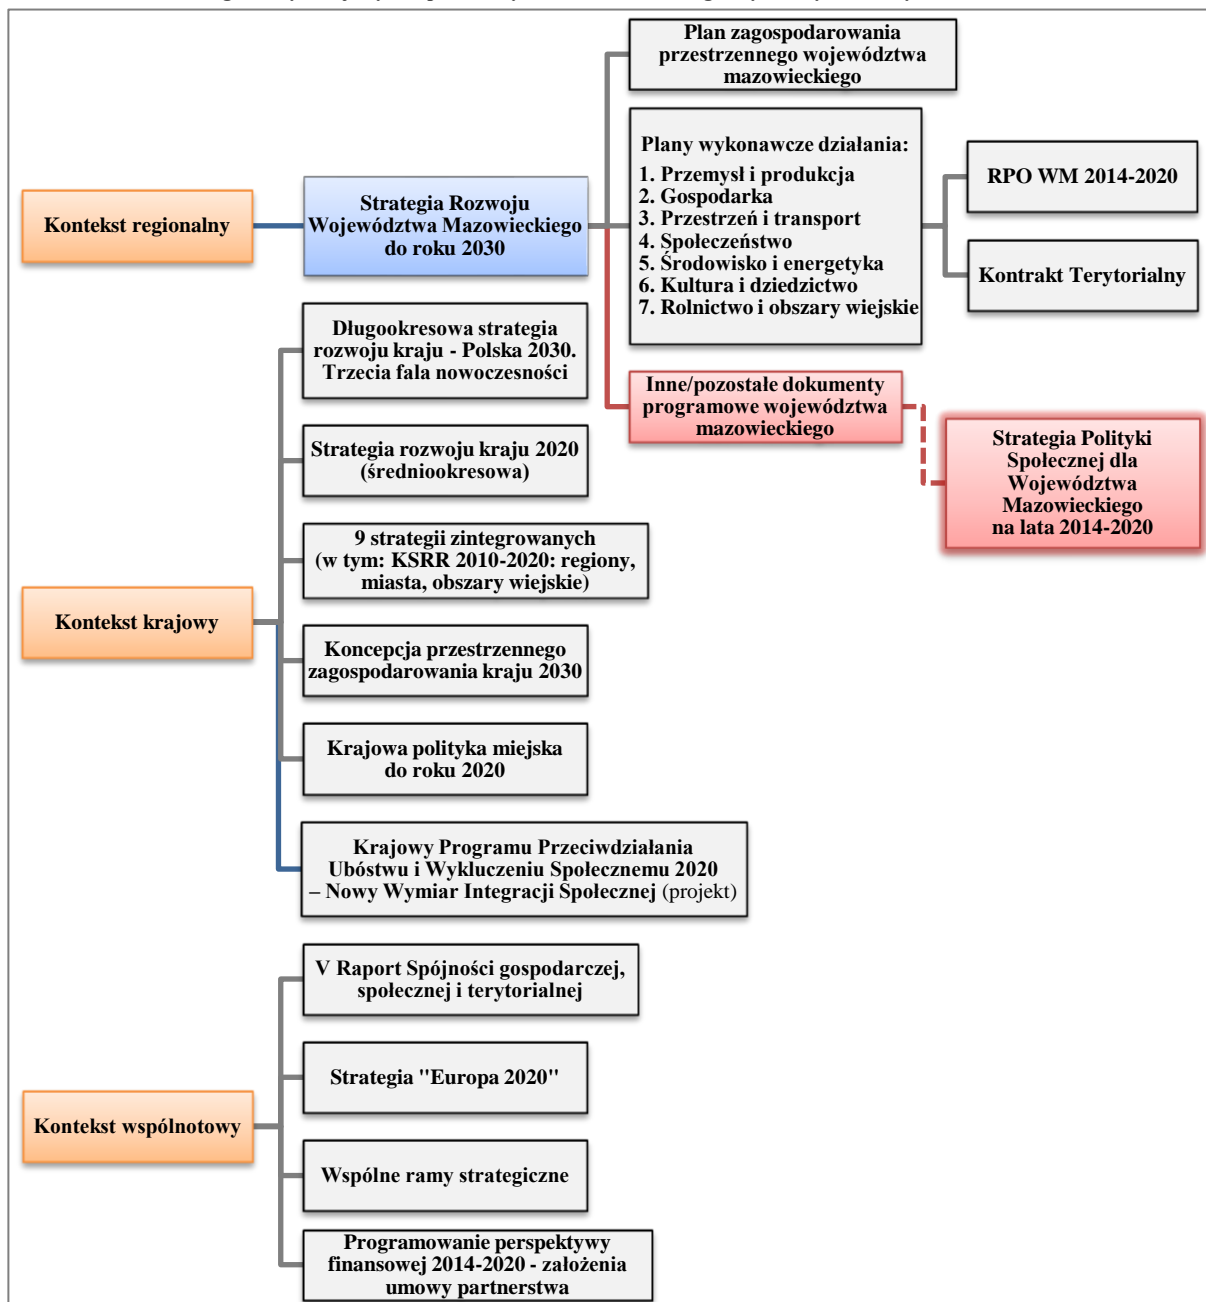 Plan zagospodarowania
przestrzennego województwa
mazowieckiego
Plany wykonawcze działania:
1. Przemysł i produkcja
2. Gospodarka
3. Przestrzeń i transport
4. Społeczeństwo
5. Środowisko i energetyka
6. Kultura i dziedzictwo
7. Rolnictwo i obszary wiejskie
RPO WM 2014-2020
Kontrakt Terytorialny
Kontekst regionalny
Strategia Rozwoju
Województwa Mazowieckiego
do roku 2030
Inne/pozostałe dokumenty
programowe województwa
mazowieckiego
Strategia Polityki
Społecznej dla
Województwa
Mazowieckiego
na lata 2014-2020
Długookresowa strategia
rozwoju kraju - Polska 2030.
Trzecia fala nowoczesności
Strategia rozwoju kraju 2020
(średniookresowa)
9 strategii zintegrowanych
(w tym: KSRR 2010-2020: regiony,
miasta, obszary wiejskie)
Kontekst krajowy
Koncepcja przestrzennego
zagospodarowania kraju 2030
Krajowa polityka miejska
do roku 2020
Krajowy Programu Przeciwdziałania
Ubóstwu i Wykluczeniu Społecznemu 2020
– Nowy Wymiar Integracji Społecznej (projekt)
V Raport Spójności gospodarczej,
społecznej i terytorialnej
Strategia "Europa 2020"
Kontekst wspólnotowy
Wspólne ramy strategiczne
Programowanie perspektywy
finansowej 2014-2020 - założenia
umowy partnerstwa